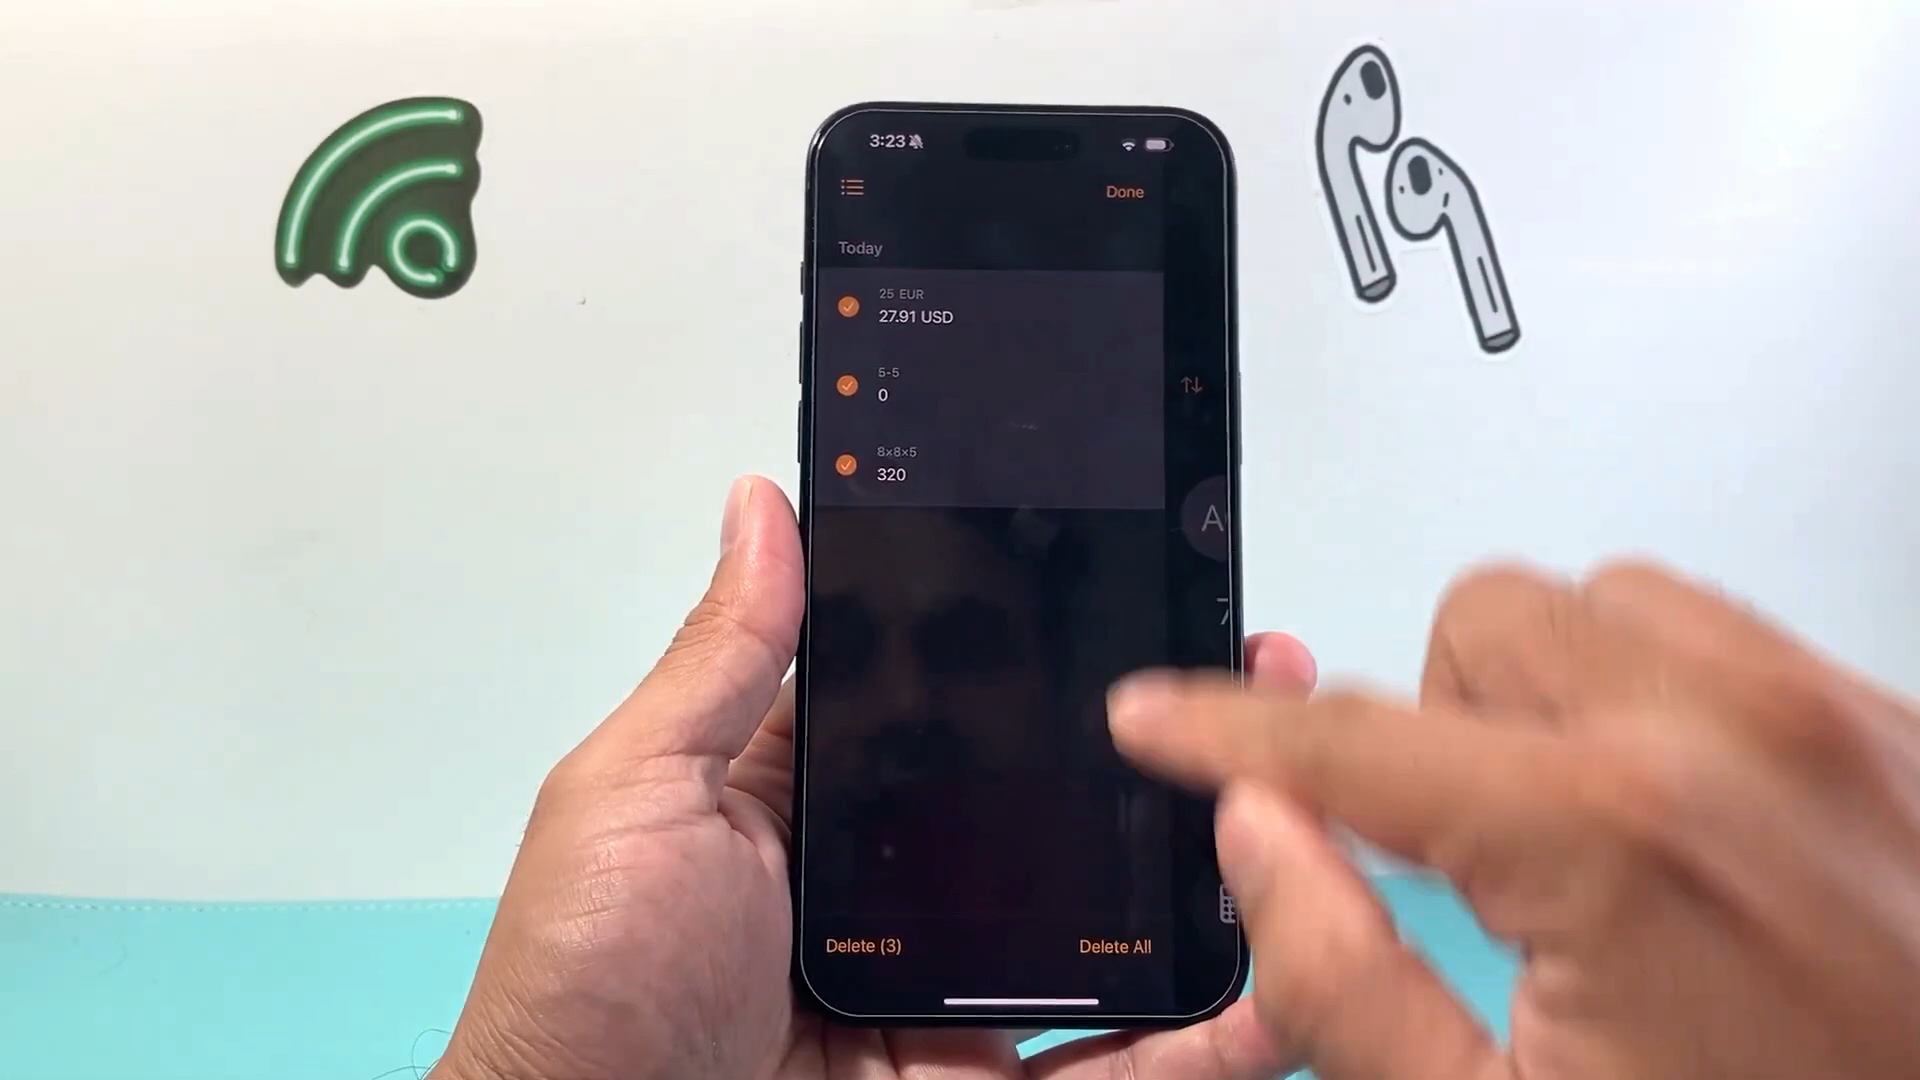 3:23
Done
Today
25 EUR
27.91 USD
5-5
0
8×8×5
320
A
7
Delete (3)
Delete All